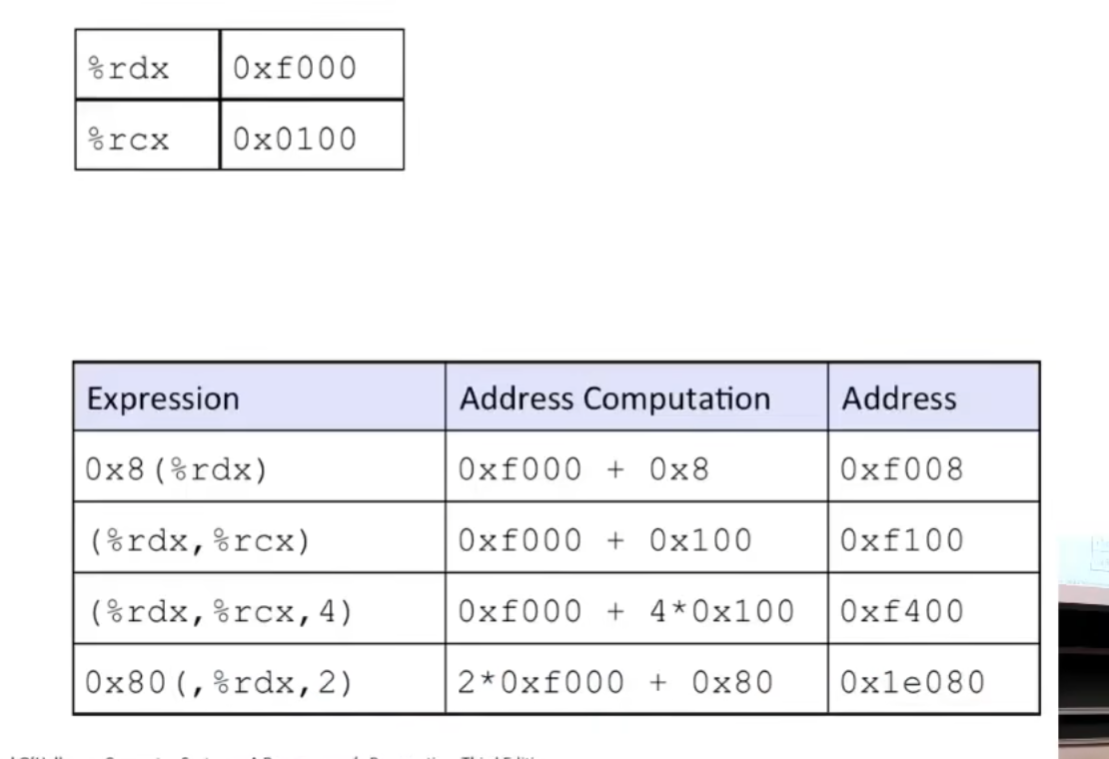 %rdx 0xf000
%rcx 0x0100
Expression Address Computation Address
0x8(%rdx) 0xf000 + 0x8 0xf008
(%rdx,%rcx) 0xf000 + 0x100 0xf100
(%rdx,%rcx,4) 0xf000 + 4*0x100 0xf400
0x80(,%rdx,2) 2*0xf000 + 0x80 0x1e080